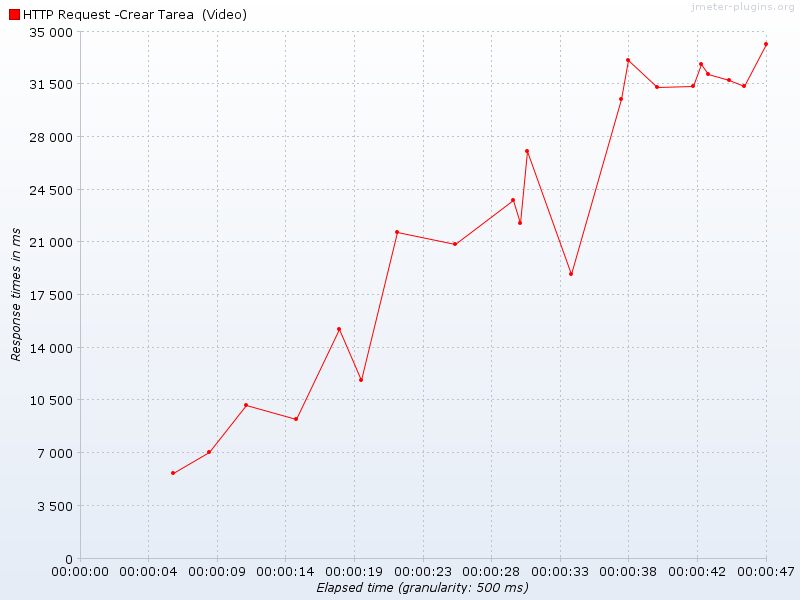 jmeter-plugins.org
HTTP Request -Crear Tarea  (Video)
35 000
31 500
28 000
24 500
21 000
17 500
14 000
10 500
7 000
3 500
0
Response times in ms
00:00:00 00:00:04 00:00:09 00:00:14 00:00:19 00:00:23 00:00:28 00:00:33 00:00:38 00:00:42 00:00:47
Elapsed time (granularity: 500 ms)